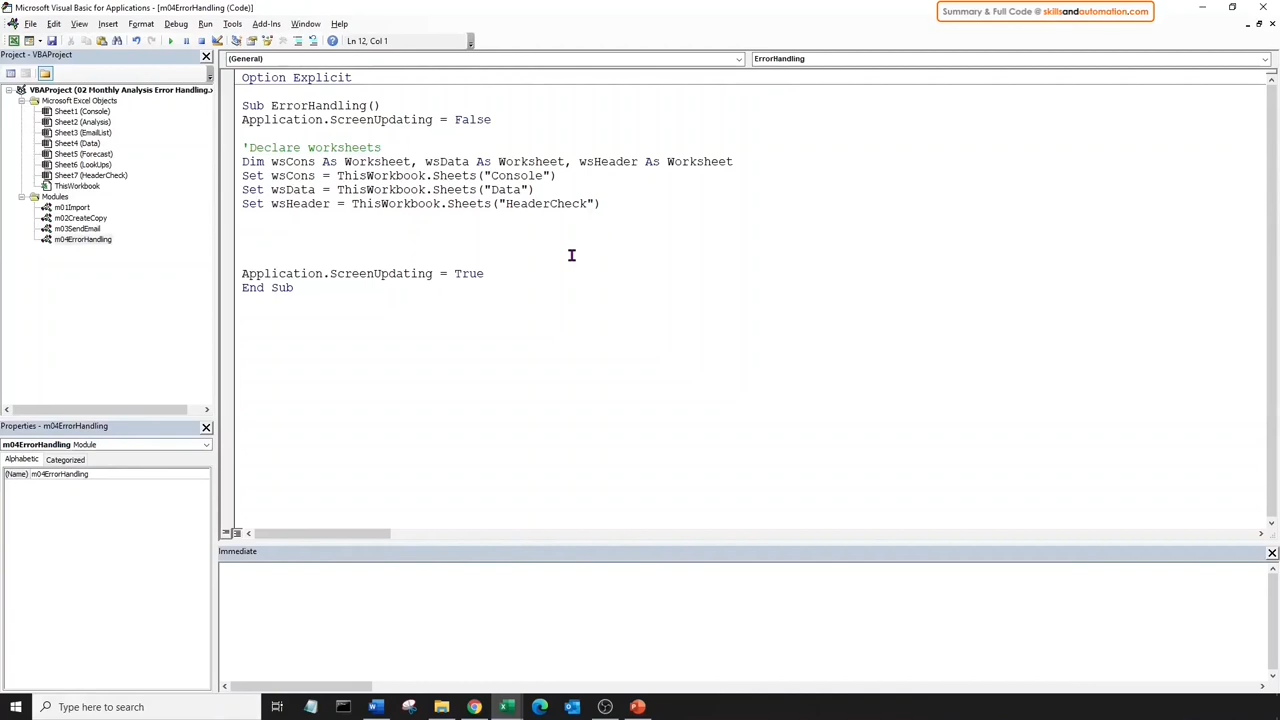 Microsoft Visual Basic for Applications - [m04ErrorHandling (Code)]
Summary & Full Code @ skillsandautomation.com
File Edit View Insert Format Debug Run Tools Add-Ins Window Help
Ln 12, Col 1
Project - VBAProject
(General)
ErrorHandling
VBAProject (02 Monthly Analysis Error Handling.x
Microsoft Excel Objects
Sheet1 (Console)
Sheet2 (Analysis)
Sheet3 (EmailList)
Sheet4 (Data)
Sheet5 (Forecast)
Sheet6 (LookUps)
Sheet7 (HeaderCheck)
ThisWorkbook
Modules
m01Import
m02CreateCopy
m03SendEmail
m04ErrorHandling
Option Explicit
Sub ErrorHandling()
Application.ScreenUpdating = False
'Declare worksheets
Dim wsCons As Worksheet, wsData As Worksheet, wsHeader As Worksheet
Set wsCons = ThisWorkbook.Sheets("Console")
Set wsData = ThisWorkbook.Sheets("Data")
Set wsHeader = ThisWorkbook.Sheets("HeaderCheck")
Application.ScreenUpdating = True
End Sub
Properties - m04ErrorHandling
m04ErrorHandling Module
Alphabetic Categorized
(Name) m04ErrorHandling
Immediate
Type here to search